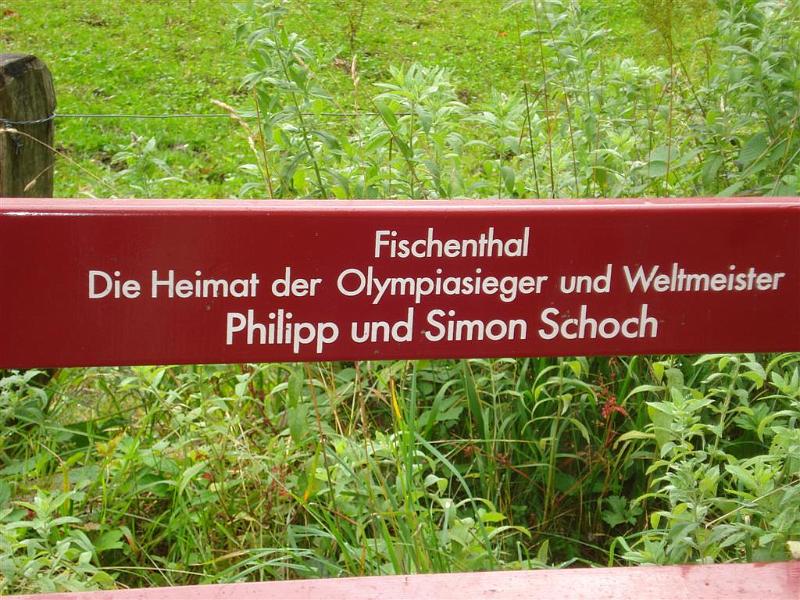 Fischenthal
Die Heimat der Olympiasieger und Weltmeister
Philipp und Simon Schoch